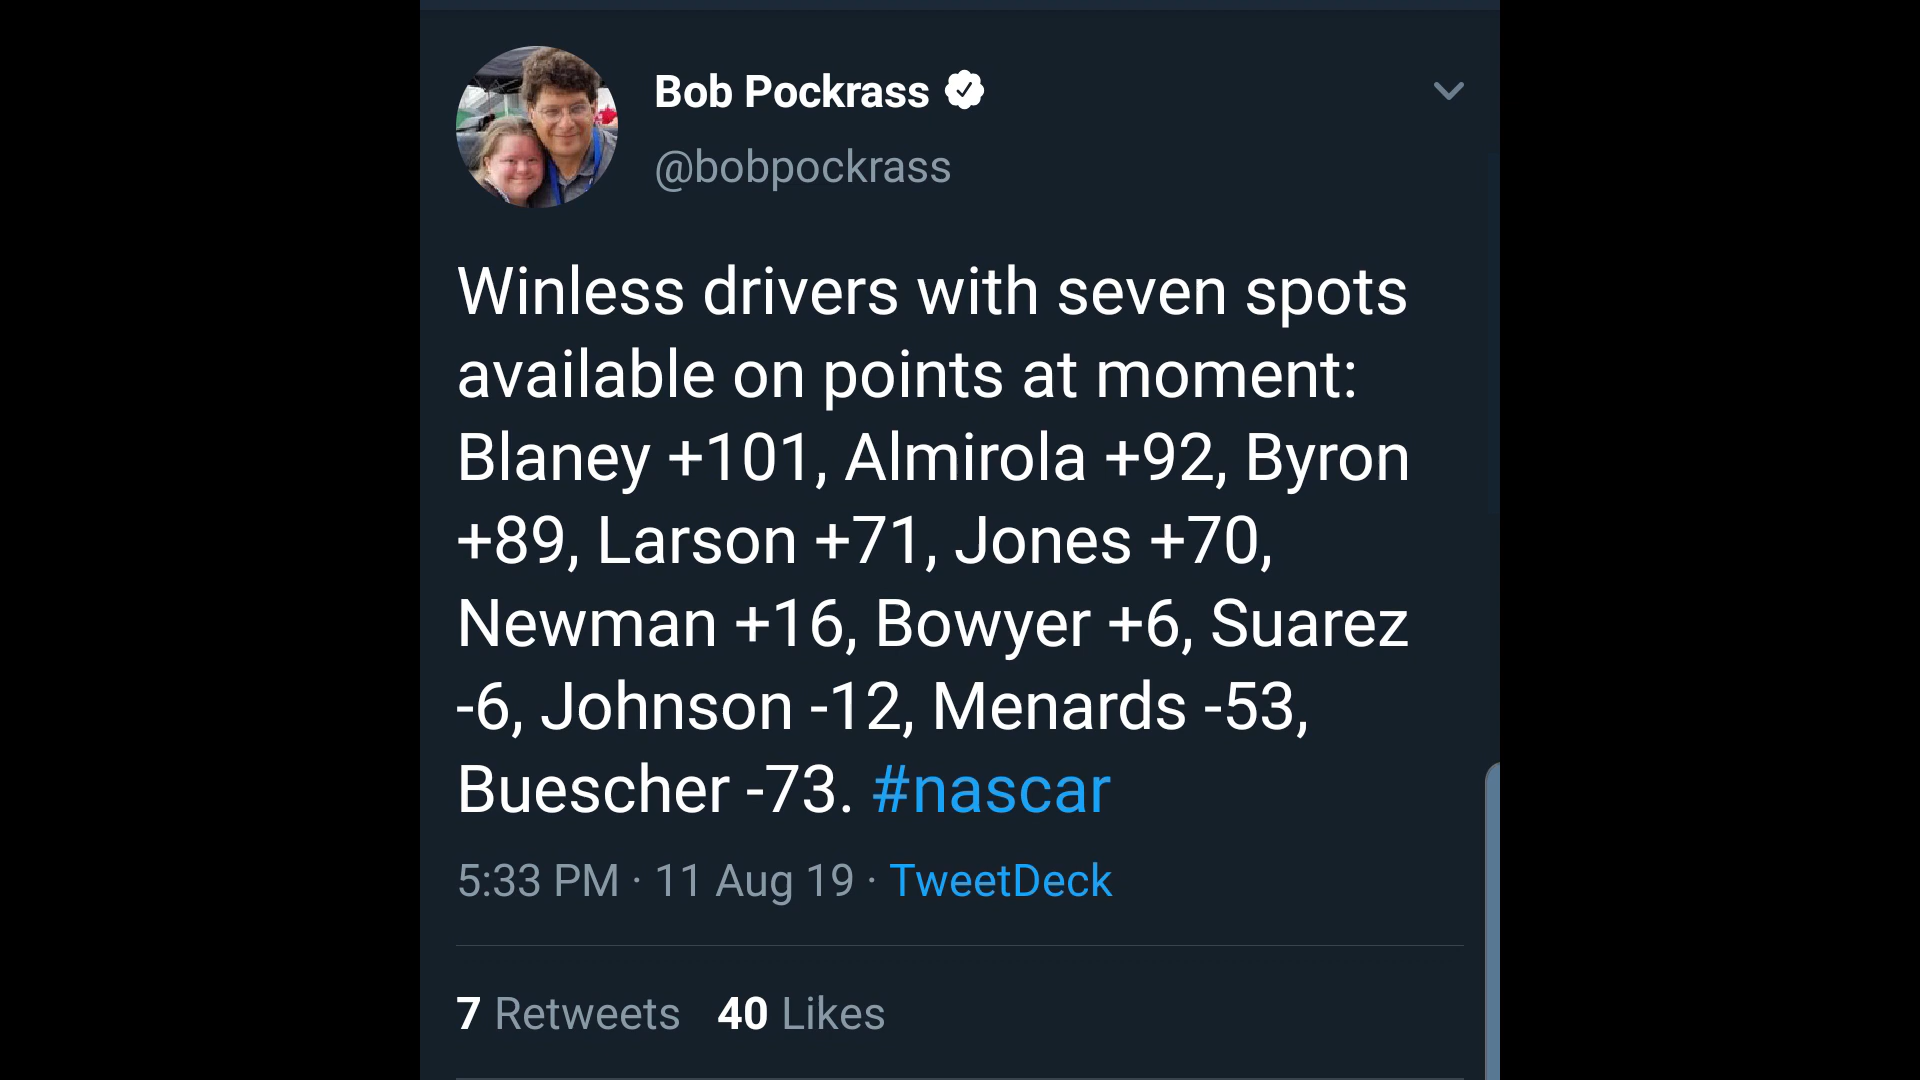 Bob Pockrass
@bobpockrass
Winless drivers with seven spots
available on points at moment:
Blaney +101, Almirola +92, Byron
+89, Larson +71, Jones +70,
Newman +16, Bowyer +6, Suarez
-6, Johnson -12, Menards -53,
Buescher -73. #nascar
5:33 PM · 11 Aug 19 · TweetDeck
7 Retweets 40 Likes